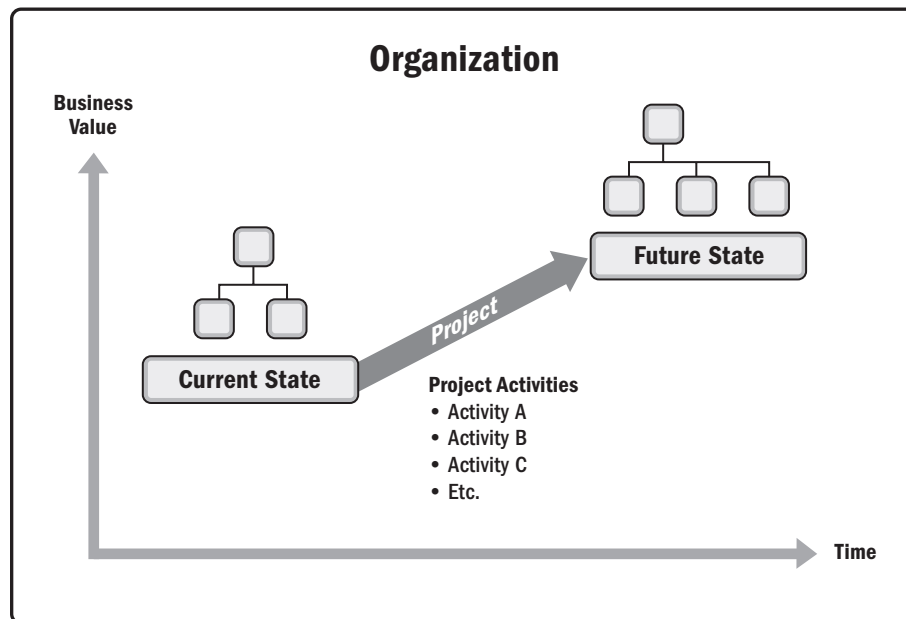 Organization
Business
Value
Future State
Project
Current State
Project Activities
• Activity A
• Activity B
• Activity C
• Etc.
Time